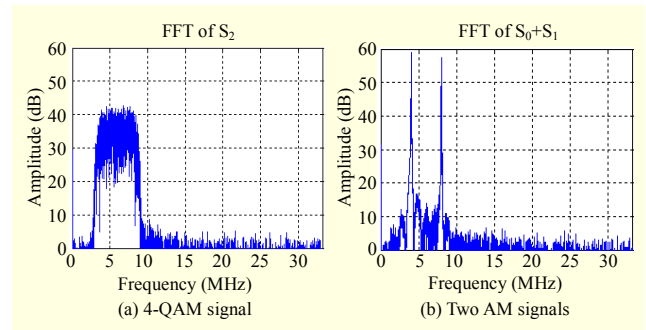 FFT of S2
60
50
40
30
20
10
0
Amplitude (dB)
0 5 10 15 20 25 30
Frequency (MHz)
(a) 4-QAM signal
FFT of S0+S1
60
50
40
30
20
10
0
Amplitude (dB)
0 5 10 15 20 25 30
Frequency (MHz)
(b) Two AM signals